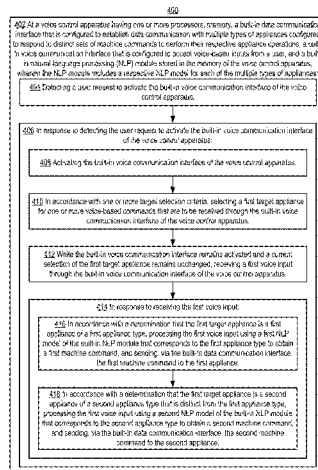 400
402 At a voice control apparatus having one or more processors, memory, a built-in data communication
interface that is configured to establish data communication with multiple types of appliances configured
to respond to distinct sets of machine commands to perform their respective appliance operations, a built-
in voice communication interface that is configured to accept voice-based inputs from a user, and a built-
in natural language processing (NLP) module stored in the memory of the voice control apparatus,
wherein the NLP module includes a respective NLP model for each of the multiple types of appliances:
404 Detecting a user request to activate the built-in voice communication interface of the voice
control apparatus.
406 In response to detecting the user request to activate the built-in voice communication interface
of the voice control apparatus:
408 Activating the built-in voice communication interface of the voice control apparatus.
410 In accordance with one or more target selection criteria, selecting a first target appliance
for one or more voice-based commands that are to be received through the built-in voice
communication interface of the voice control apparatus.
412 While the built-in voice communication interface remains activated and a current
selection of the first target appliance remains unchanged, receiving a first voice input
through the built-in voice communication interface of the voice control apparatus.
414 In response to receiving the first voice input:
416 In accordance with a determination that the first target appliance is a first
appliance of a first appliance type, processing the first voice input using a first NLP
model of the built-in NLP module that corresponds to the first appliance type to obtain
a first machine command, and sending, via the built-in data communication interface,
the first machine command to the first appliance.
418 In accordance with a determination that the first target appliance is a second
appliance of a second appliance type that is distinct from the first appliance type,
processing the first voice input using a second NLP model of the built-in NLP module
that corresponds to the second appliance type to obtain a second machine command,
and sending, via the built-in data communication interface, the second machine
command to the second appliance.